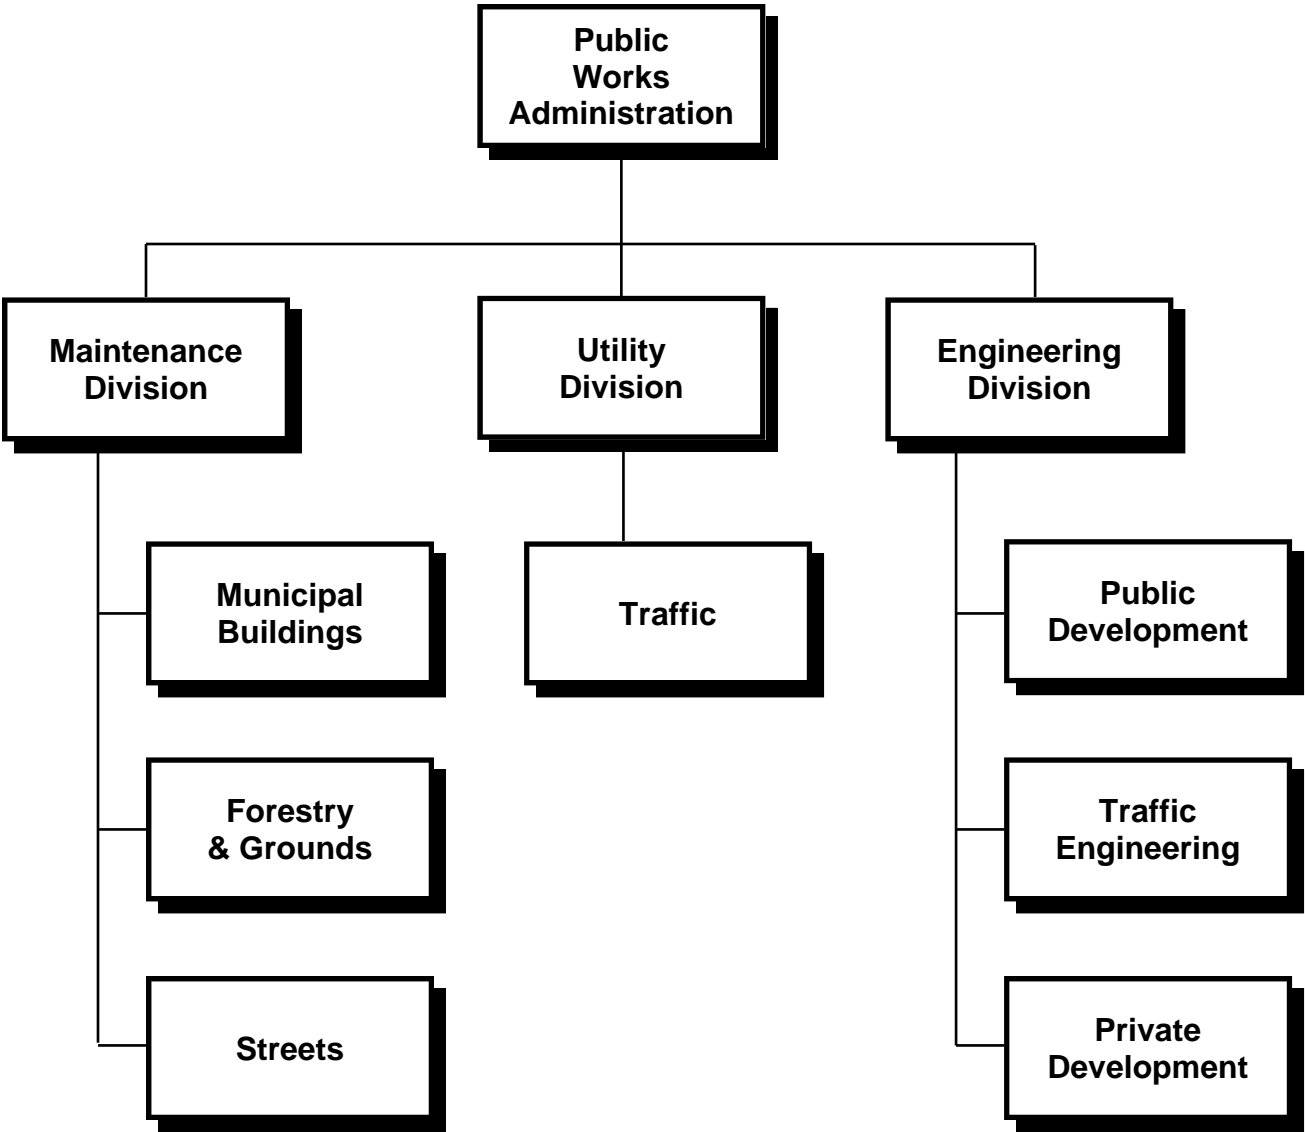 Public
Works
Administration
Maintenance
Division
Utility
Division
Engineering
Division
Municipal
Buildings
Traffic
Public
Development
Forestry
& Grounds
Traffic
Engineering
Streets
Private
Development